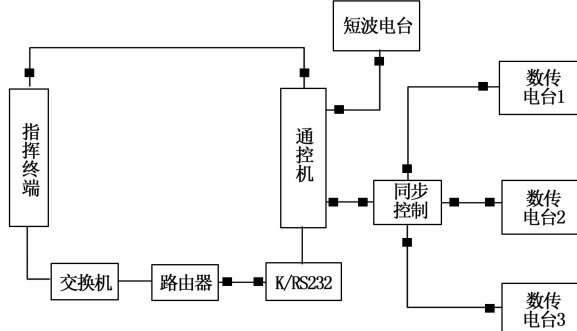 短波电台
数传
电台1
指挥终端
通控机
同步
控制
数传
电台2
交换机
路由器
K/RS232
数传
电台3